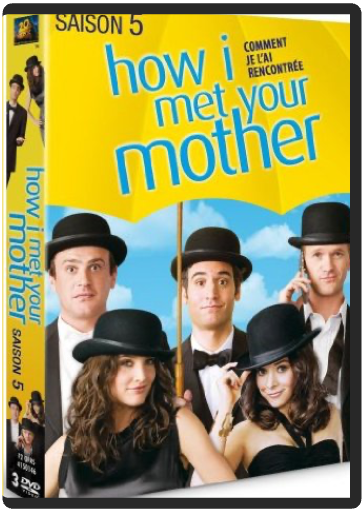 SAISON 5
how i
met your
mother
COMMENT
JE L'AI
RENCONTRÉE
how i met your
mother
SAISON 5
3 DVD